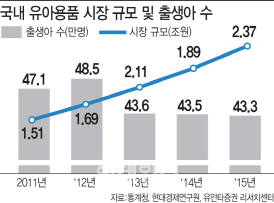 국내 유아용품 시장 규모 및 출생아 수
출생아 수(만명) 시장 규모(조원)
47.1 48.5 43.6 43.5 43.3
1.51 1.69 2.11 1.89 2.37
2011년 '12년 '13년 '14년 '15년
자료:통계청, 현대경제연구원, 유안타증권 리서치센터